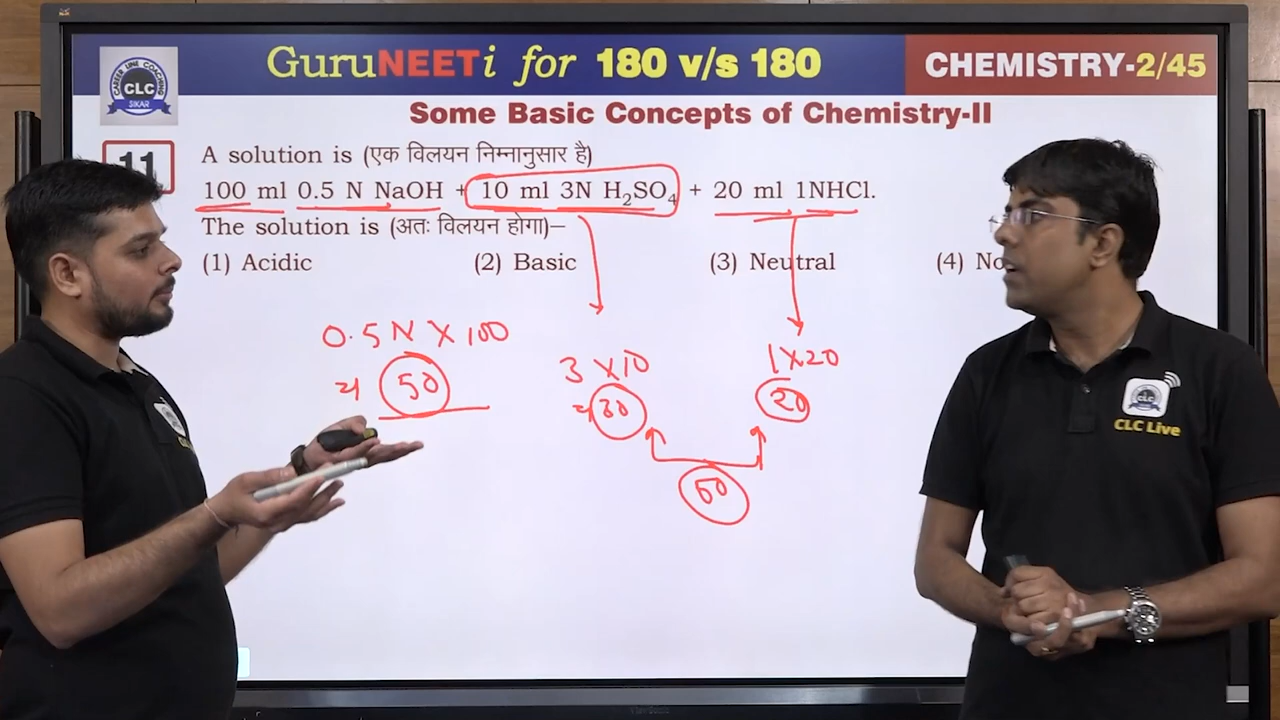 GuruNEETi for 180 v/s 180
CHEMISTRY-2/45
CAREER LINE COACHING
CLC
SIKAR
Some Basic Concepts of Chemistry-II
11
A solution is (एक विलयन निम्नानुसार है)
100 ml 0.5 N NaOH + 10 ml 3N H₂SO₄ + 20 ml 1NHCl.
The solution is (अतः विलयन होगा)–
(1) Acidic (2) Basic (3) Neutral (4)
0.5 N X 100
50
3 X 10
30
1 X 20
20
50
CLC
CLC Live